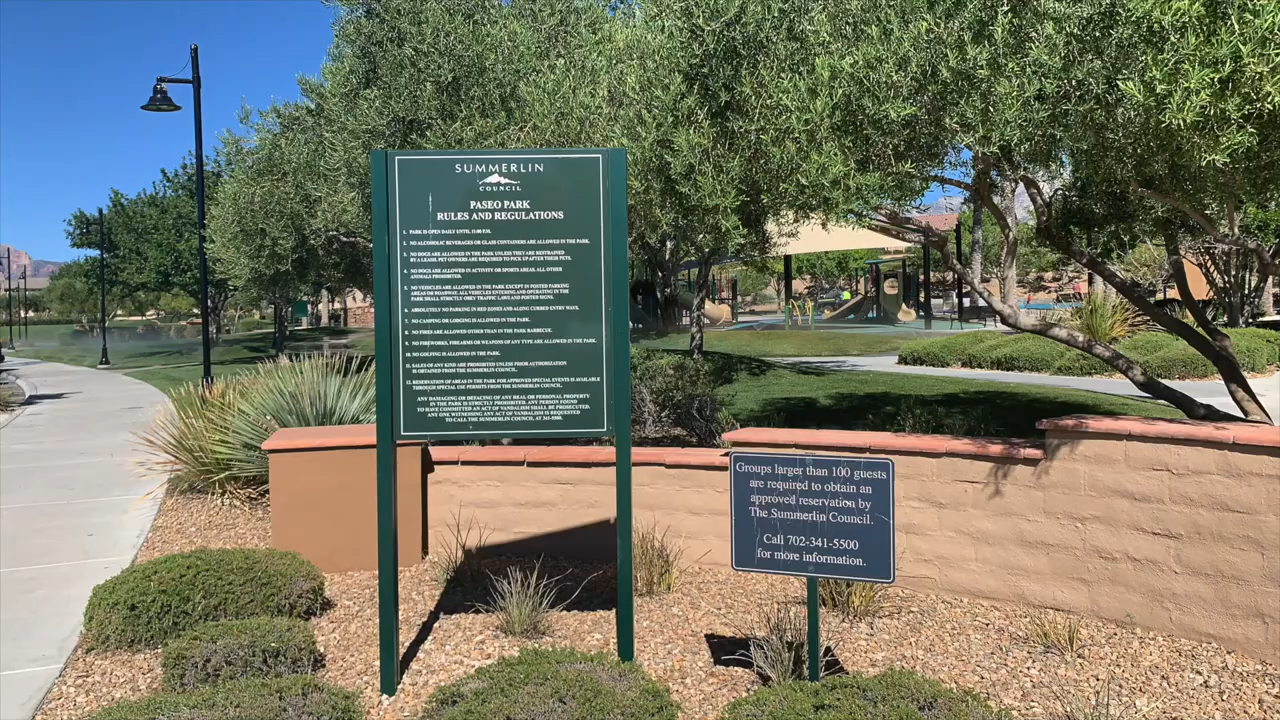 SUMMERLIN
COUNCIL
PASEO PARK
RULES AND REGULATIONS
1. PARK IS OPEN DAILY UNTIL 11:00 P.M.
2. NO ALCOHOLIC BEVERAGES OR GLASS CONTAINERS ARE ALLOWED IN THE PARK.
3. NO DOGS ARE ALLOWED IN THE PARK UNLESS THEY ARE RESTRAINED
BY A LEASH. PET OWNERS ARE REQUIRED TO PICK UP AFTER THEIR PETS.
4. NO DOGS ARE ALLOWED IN ACTIVITY OR SPORTS AREAS. ALL OTHER
ANIMALS PROHIBITED.
5. NO VEHICLES ARE ALLOWED IN THE PARK EXCEPT IN POSTED PARKING
AREAS OR ROADWAY. ALL VEHICLES ENTERING AND OPERATING IN THE
PARK SHALL STRICTLY OBEY TRAFFIC LAWS AND POSTED SIGNS.
6. ABSOLUTELY NO PARKING IN RED ZONES AND ALONG CURBED ENTRY WAYS.
7. NO CAMPING OR LODGING IS ALLOWED IN THE PARK.
8. NO FIRES ARE ALLOWED OTHER THAN IN THE PARK BARBECUE.
9. NO FIREWORKS, FIREARMS OR WEAPONS OF ANY TYPE ARE ALLOWED IN THE PARK.
10. NO GOLFING IS ALLOWED IN THE PARK.
11. SALES OF ANY KIND ARE PROHIBITED UNLESS PRIOR AUTHORIZATION
IS OBTAINED FROM THE SUMMERLIN COUNCIL.
12. RESERVATION OF AREAS IN THE PARK FOR APPROVED SPECIAL EVENTS IS AVAILABLE
THROUGH SPECIAL USE PERMITS FROM THE SUMMERLIN COUNCIL.
ANY DAMAGING OR DEFACING OF ANY REAL OR PERSONAL PROPERTY
IN THE PARK IS STRICTLY PROHIBITED. ANY PERSON FOUND
TO HAVE COMMITTED AN ACT OF VANDALISM SHALL BE PROSECUTED.
ANY ONE WITNESSING ANY ACT OF VANDALISM IS REQUESTED
TO CALL THE SUMMERLIN COUNCIL AT 341-5500.
Groups larger than 100 guests
are required to obtain an
approved reservation by
The Summerlin Council.
Call 702-341-5500
for more information.